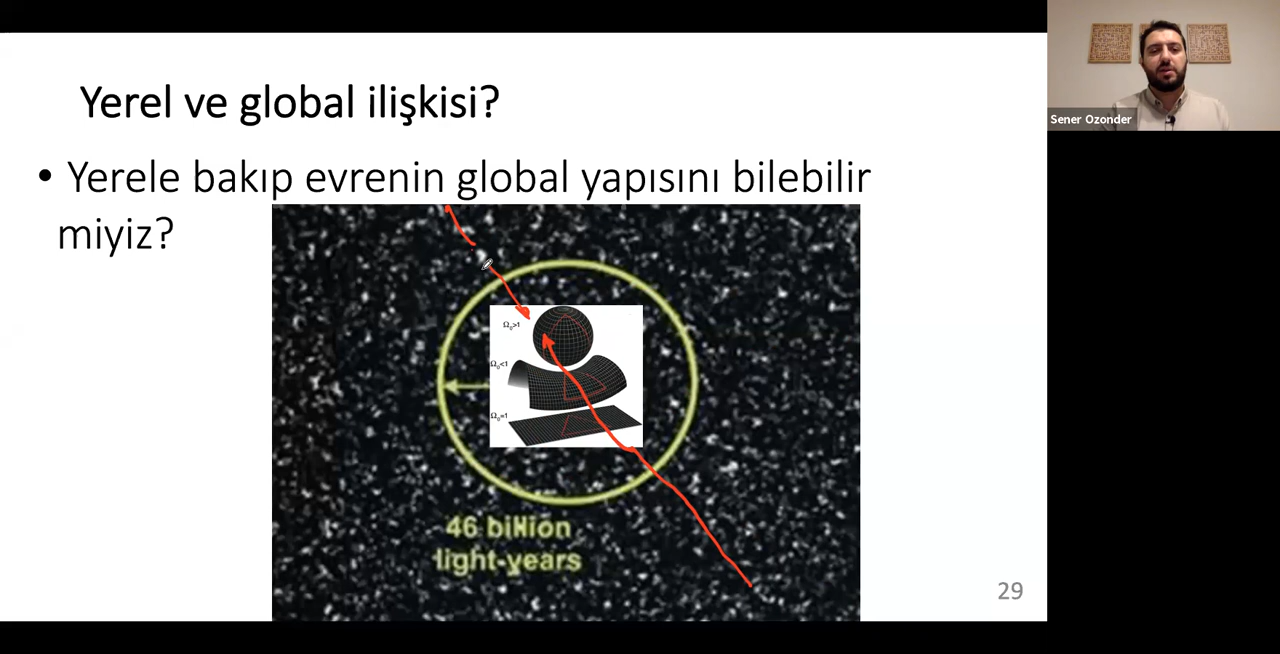 Yerel ve global ilişkisi?
• Yerele bakıp evrenin global yapısını bilebilir
miyiz?
Ω₀>1
Ω₀<1
Ω₀=1
46 billion
light-years
29
Sener Ozonder